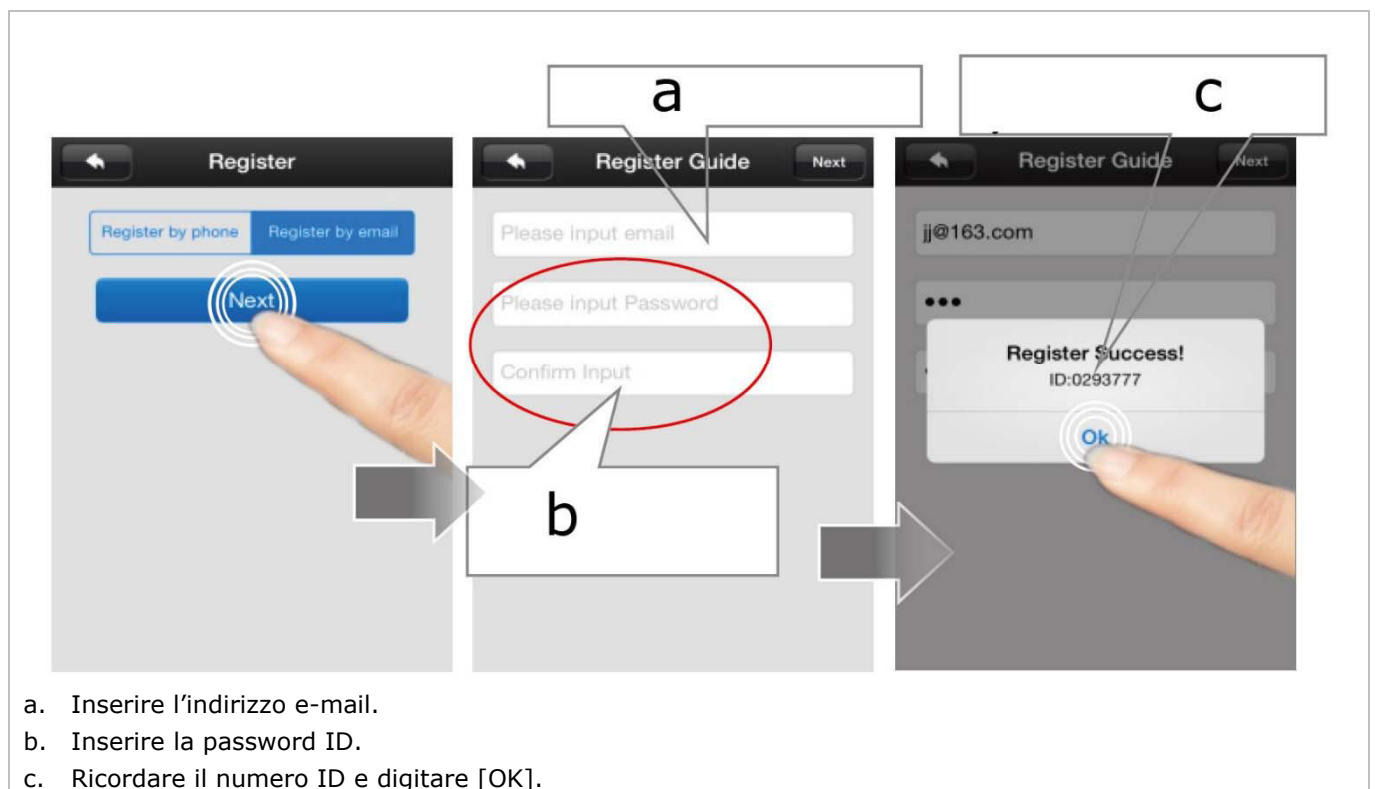 a
c
Register
Register by phone Register by email
Next
Register Guide Next
Please input email
Please input Password
Confirm Input
b
Register Guide Next
jj@163.com
•••
Register Success!
ID:0293777
Ok
a. Inserire l’indirizzo e-mail.
b. Inserire la password ID.
c. Ricordare il numero ID e digitare [OK].